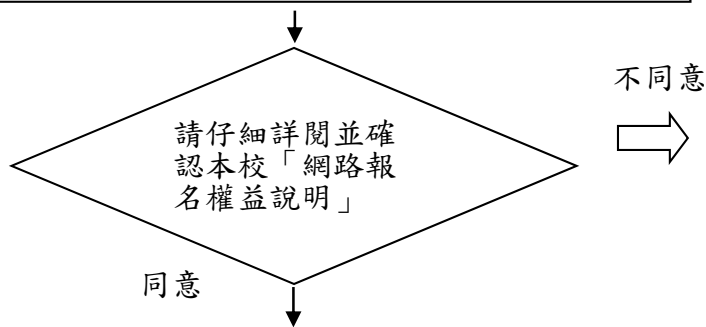 不同意
請仔細詳閱並確
認本校「網路報
名權益說明」
同意